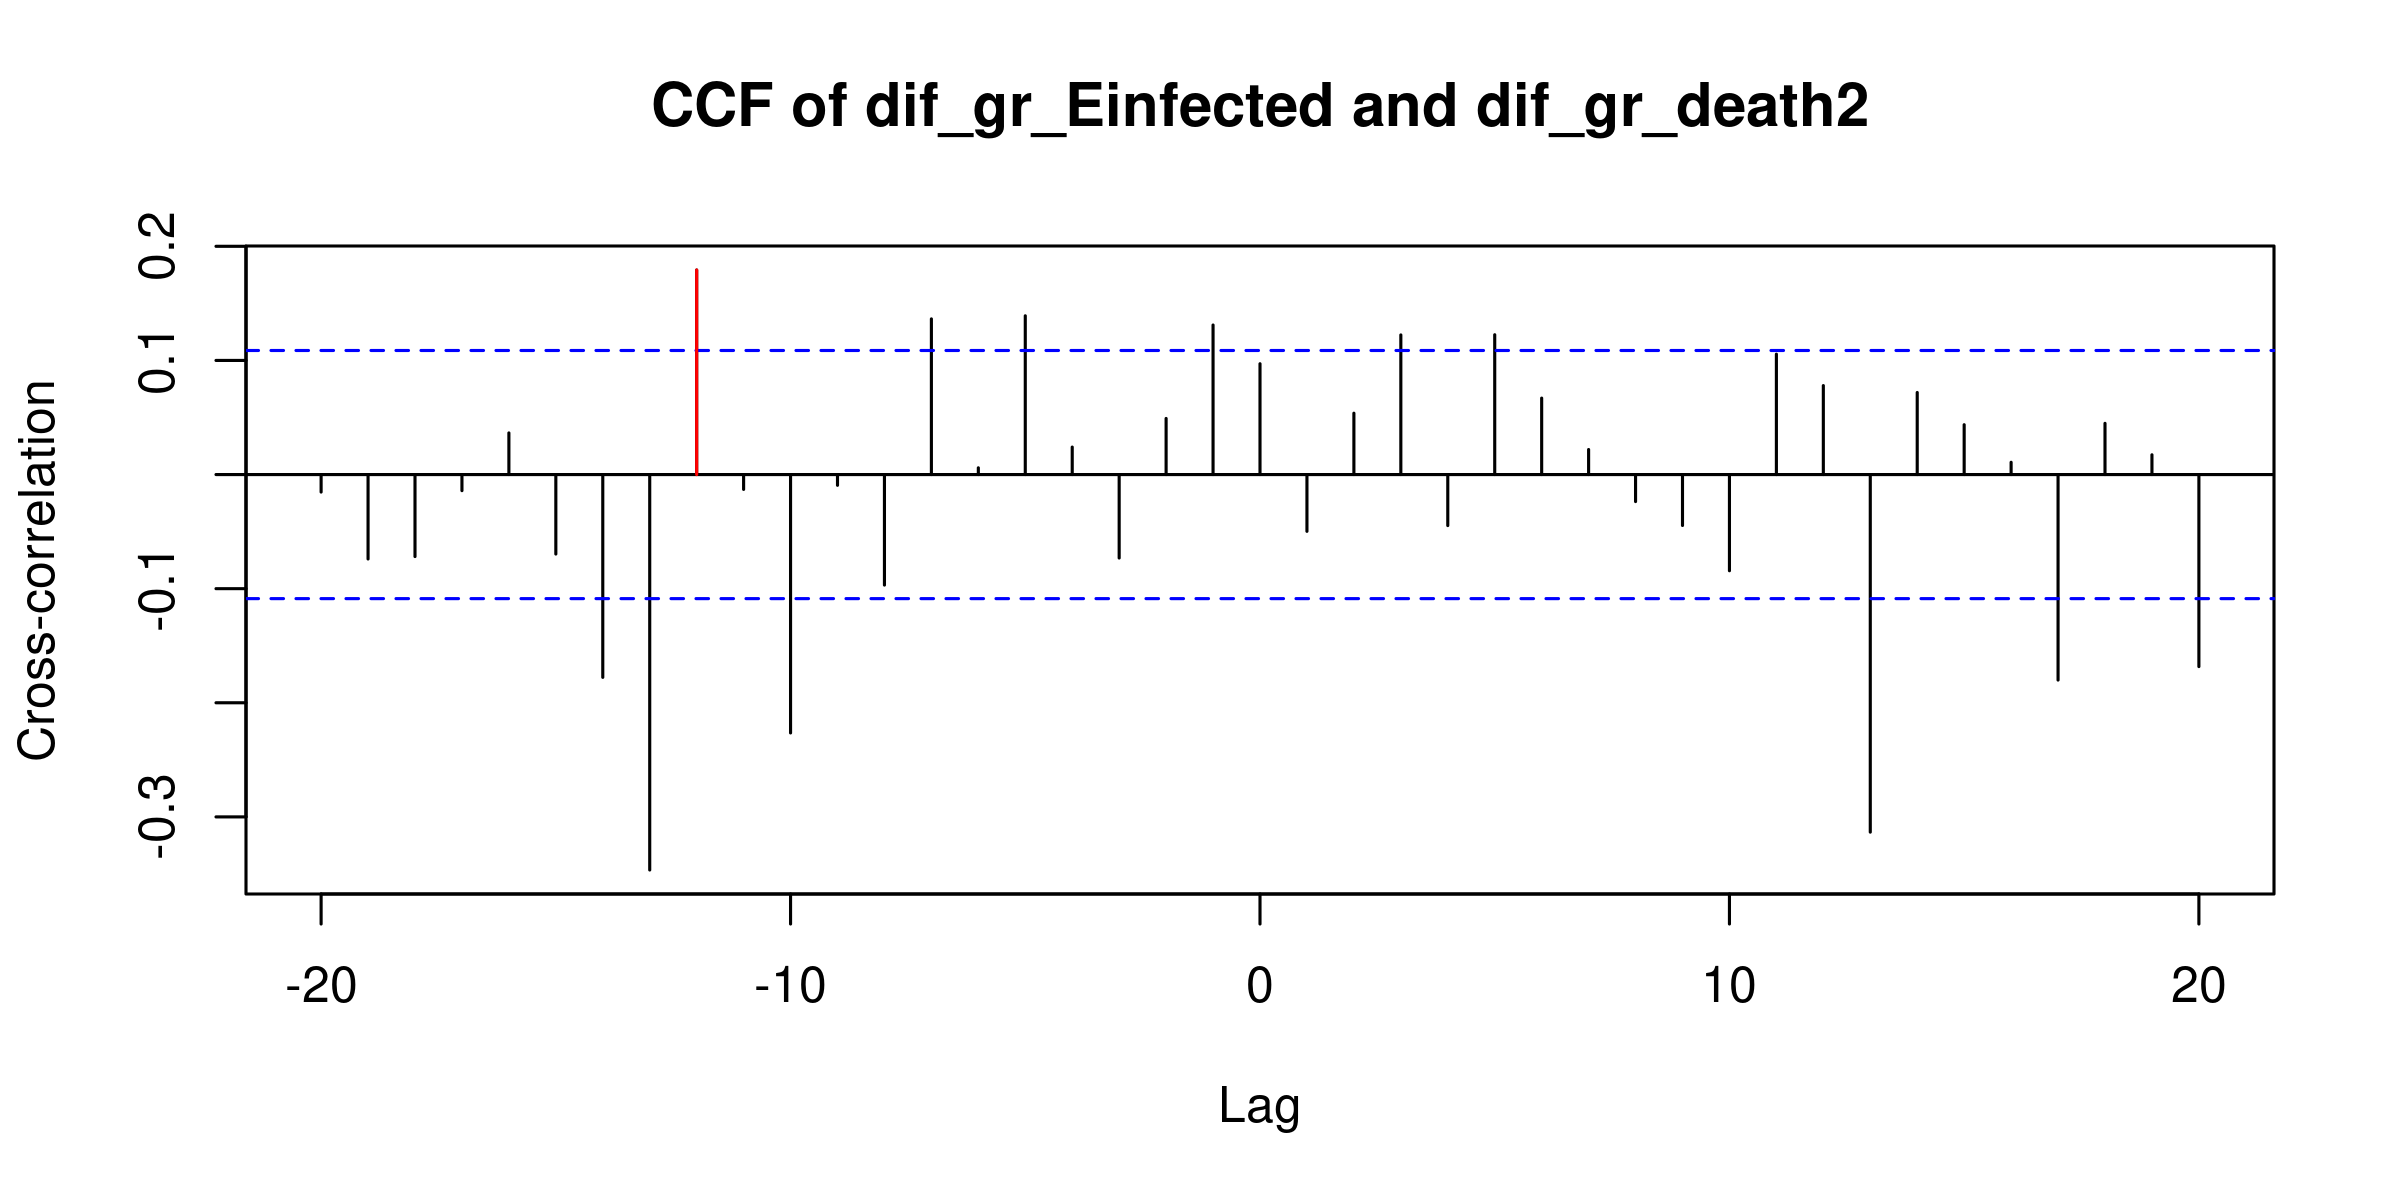 CCF of dif_gr_Einfected and dif_gr_death2
Cross-correlation
0.2
0.1
-0.1
-0.3
-20 -10 0 10 20
Lag